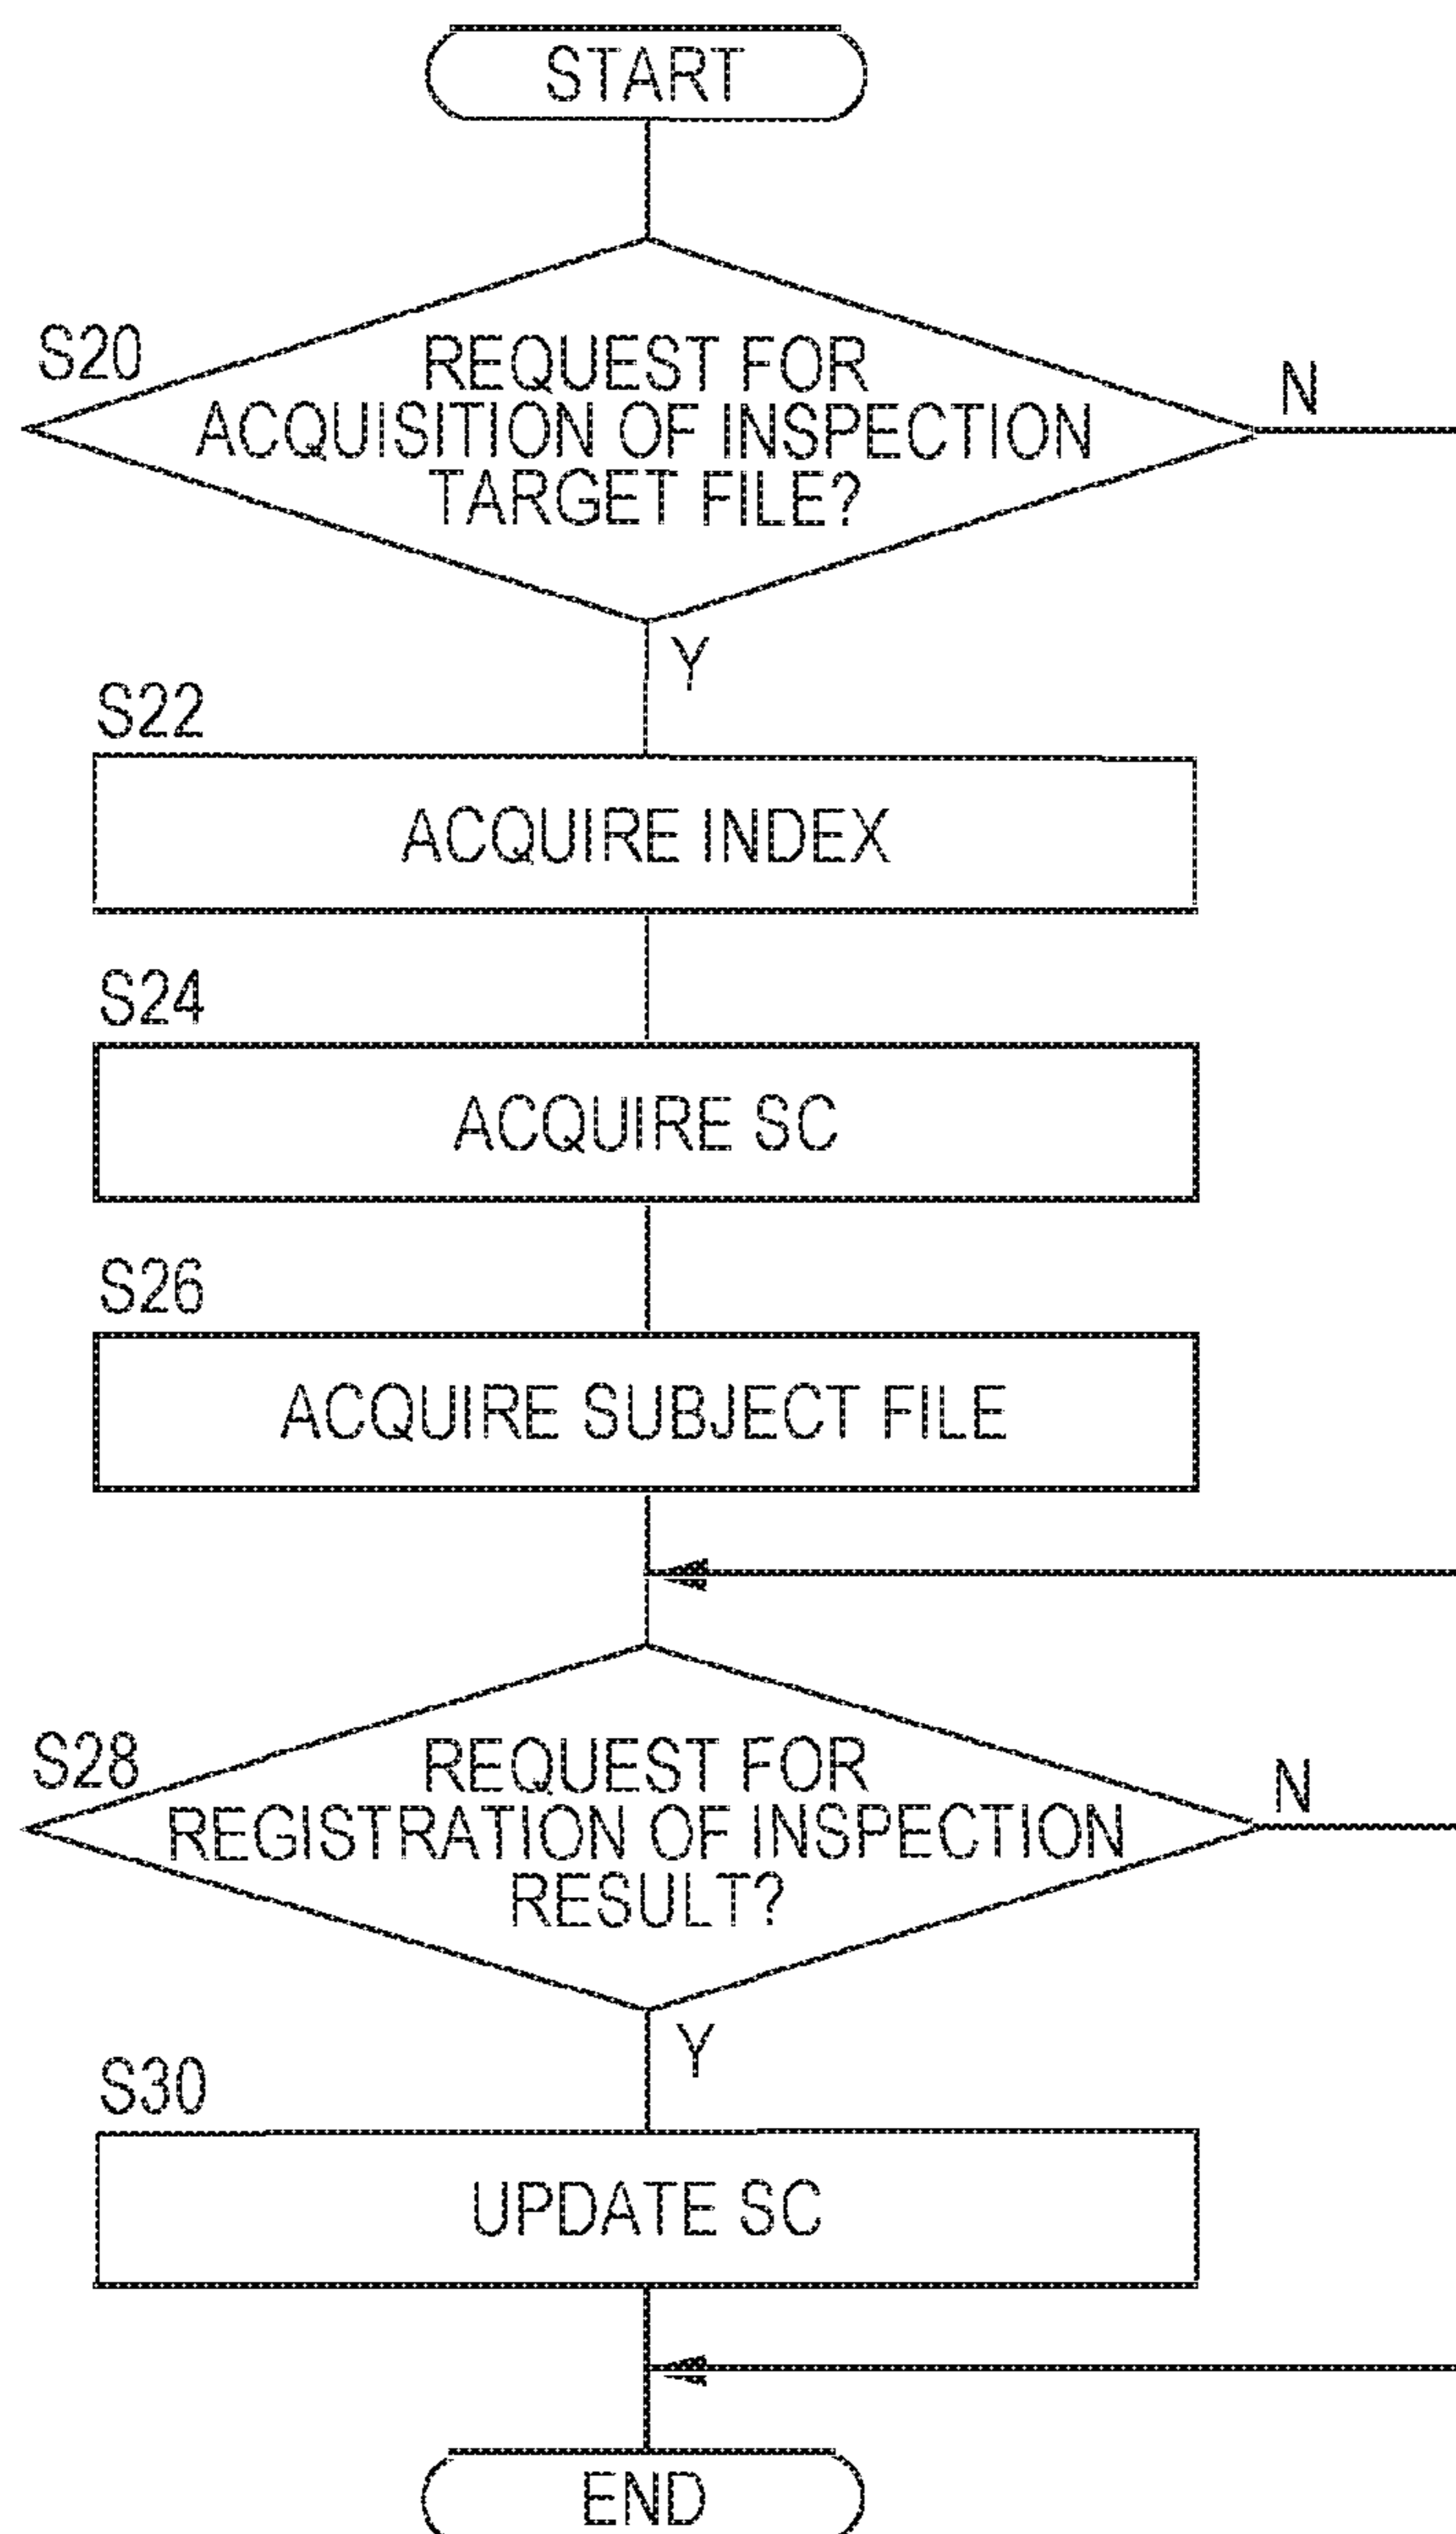 START
S20
REQUEST FOR
ACQUISITION OF INSPECTION
TARGET FILE?
N
Y
S22
ACQUIRE INDEX
S24
ACQUIRE SC
S26
ACQUIRE SUBJECT FILE
S28
REQUEST FOR
REGISTRATION OF INSPECTION
RESULT?
N
Y
S30
UPDATE SC
END